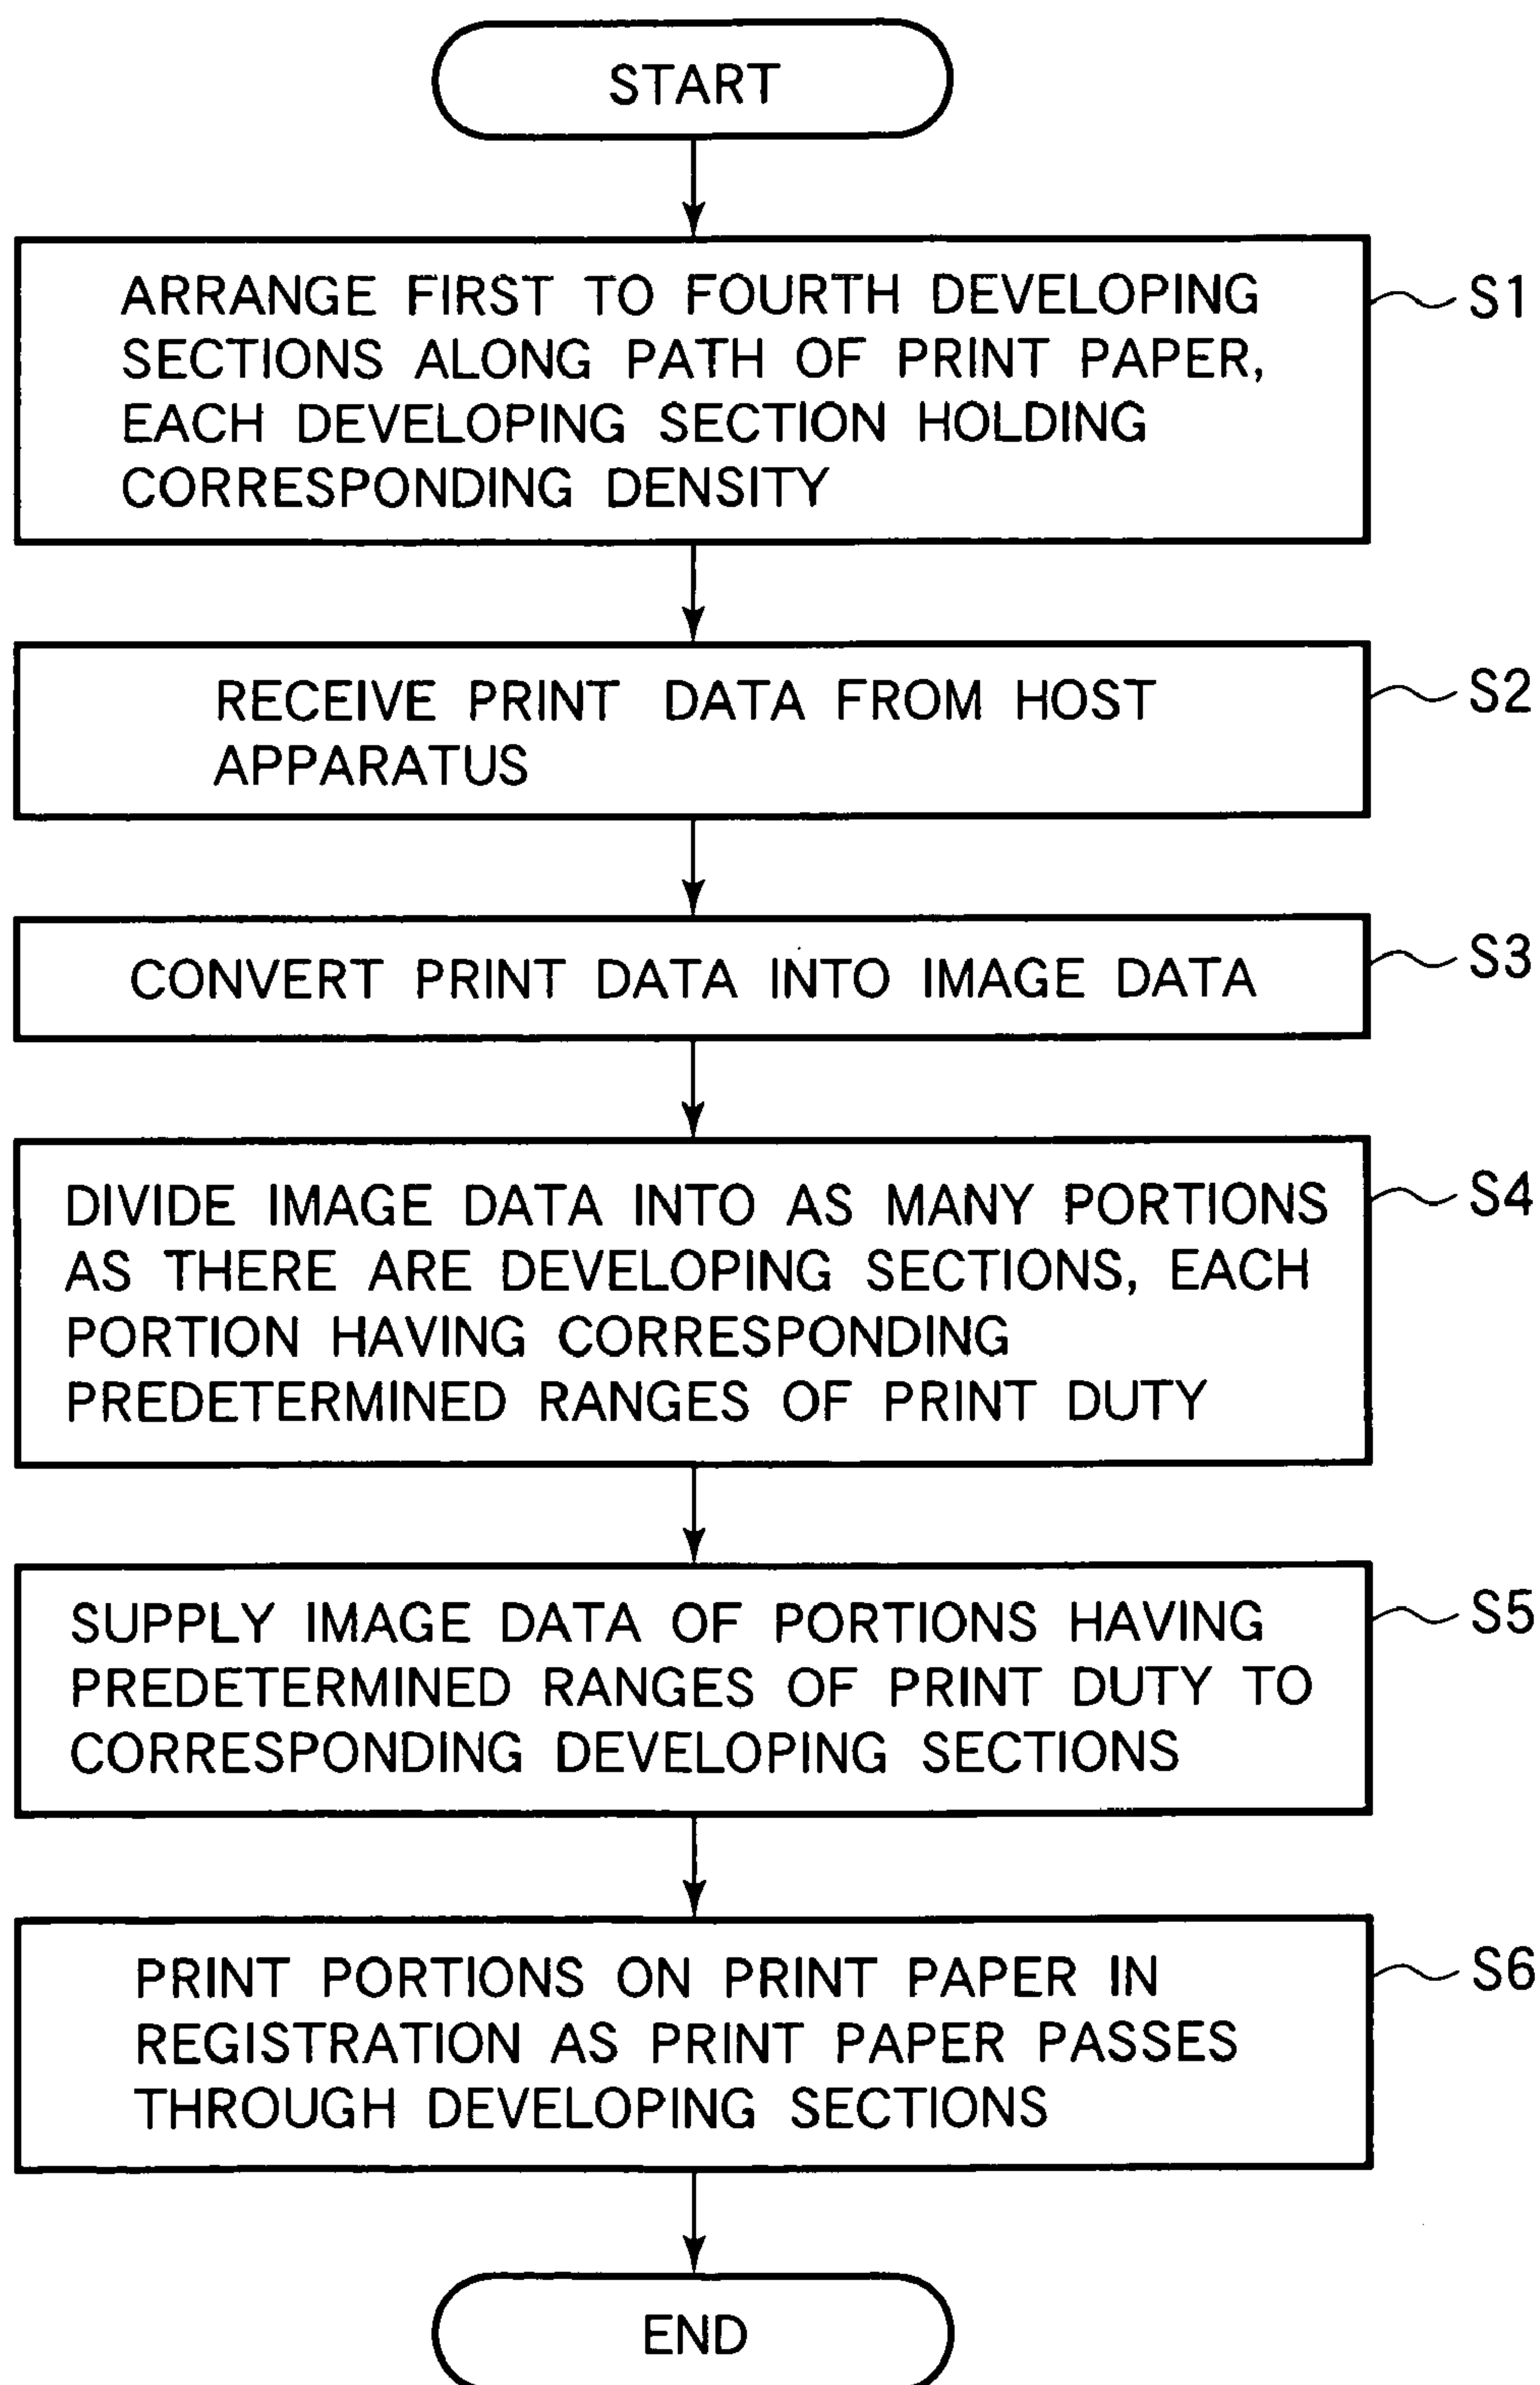 START
ARRANGE FIRST TO FOURTH DEVELOPING
SECTIONS ALONG PATH OF PRINT PAPER,
EACH DEVELOPING SECTION HOLDING
CORRESPONDING DENSITY
S1
RECEIVE PRINT DATA FROM HOST
APPARATUS
S2
CONVERT PRINT DATA INTO IMAGE DATA
S3
DIVIDE IMAGE DATA INTO AS MANY PORTIONS
AS THERE ARE DEVELOPING SECTIONS, EACH
PORTION HAVING CORRESPONDING
PREDETERMINED RANGES OF PRINT DUTY
S4
SUPPLY IMAGE DATA OF PORTIONS HAVING
PREDETERMINED RANGES OF PRINT DUTY TO
CORRESPONDING DEVELOPING SECTIONS
S5
PRINT PORTIONS ON PRINT PAPER IN
REGISTRATION AS PRINT PAPER PASSES
THROUGH DEVELOPING SECTIONS
S6
END